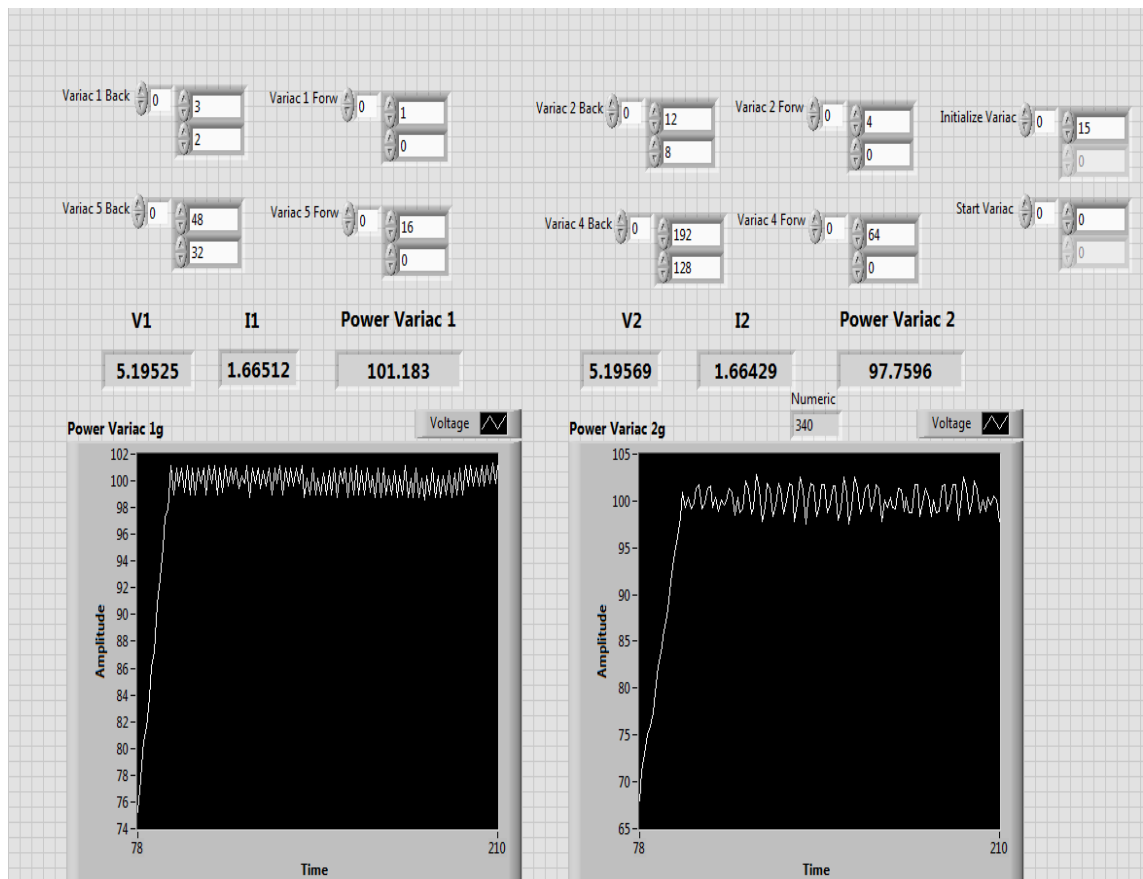 Variac 1 Back 0 3 Variac 1 Forw 0 1 Variac 2 Back 0 12 Variac 2 Forw 0 4 Initialize Variac 0 15
2 0 8 0 0
Variac 5 Back 0 48 Variac 5 Forw 0 16 Variac 4 Back 0 192 Variac 4 Forw 0 64 Start Variac 0 0
32 0 128 0 0
V1 I1 Power Variac 1 V2 I2 Power Variac 2
5.19525 1.66512 101.183 5.19569 1.66429 97.7596
Numeric
340
Power Variac 1g Voltage
102
100
98
96
94
92
90
88
86
84
82
80
78
76
74
Amplitude
78 210
Time
Power Variac 2g Voltage
105
100
95
90
85
80
75
70
65
Amplitude
78 210
Time